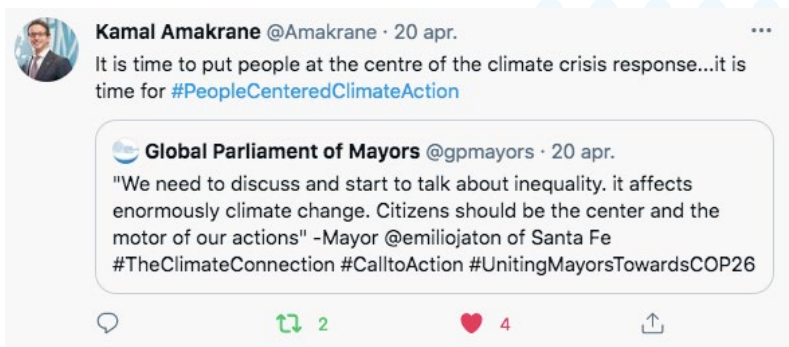 Kamal Amakrane @Amakrane · 20 apr.
It is time to put people at the centre of the climate crisis response...it is
time for #PeopleCenteredClimateAction
Global Parliament of Mayors @gpmayors · 20 apr.
"We need to discuss and start to talk about inequality. it affects
enormously climate change. Citizens should be the center and the
motor of our actions" -Mayor @emiliojaton of Santa Fe
#TheClimateConnection #CalltoAction #UnitingMayorsTowardsCOP26
2 4